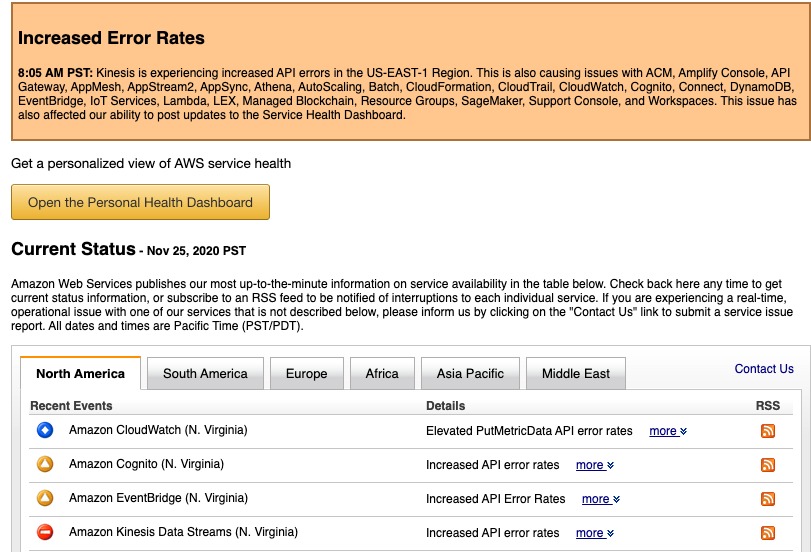 Increased Error Rates
8:05 AM PST: Kinesis is experiencing increased API errors in the US-EAST-1 Region. This is also causing issues with ACM, Amplify Console, API
Gateway, AppMesh, AppStream2, AppSync, Athena, AutoScaling, Batch, CloudFormation, CloudTrail, CloudWatch, Cognito, Connect, DynamoDB,
EventBridge, IoT Services, Lambda, LEX, Managed Blockchain, Resource Groups, SageMaker, Support Console, and Workspaces. This issue has
also affected our ability to post updates to the Service Health Dashboard.
Get a personalized view of AWS service health
Open the Personal Health Dashboard
Current Status - Nov 25, 2020 PST
Amazon Web Services publishes our most up-to-the-minute information on service availability in the table below. Check back here any time to get
current status information, or subscribe to an RSS feed to be notified of interruptions to each individual service. If you are experiencing a real-time,
operational issue with one of our services that is not described below, please inform us by clicking on the "Contact Us" link to submit a service issue
report. All dates and times are Pacific Time (PST/PDT).
North America South America Europe Africa Asia Pacific Middle East Contact Us
Recent Events Details RSS
Amazon CloudWatch (N. Virginia) Elevated PutMetricData API error rates more
Amazon Cognito (N. Virginia) Increased API error rates more
Amazon EventBridge (N. Virginia) Increased API Error Rates more
Amazon Kinesis Data Streams (N. Virginia) Increased API error rates more